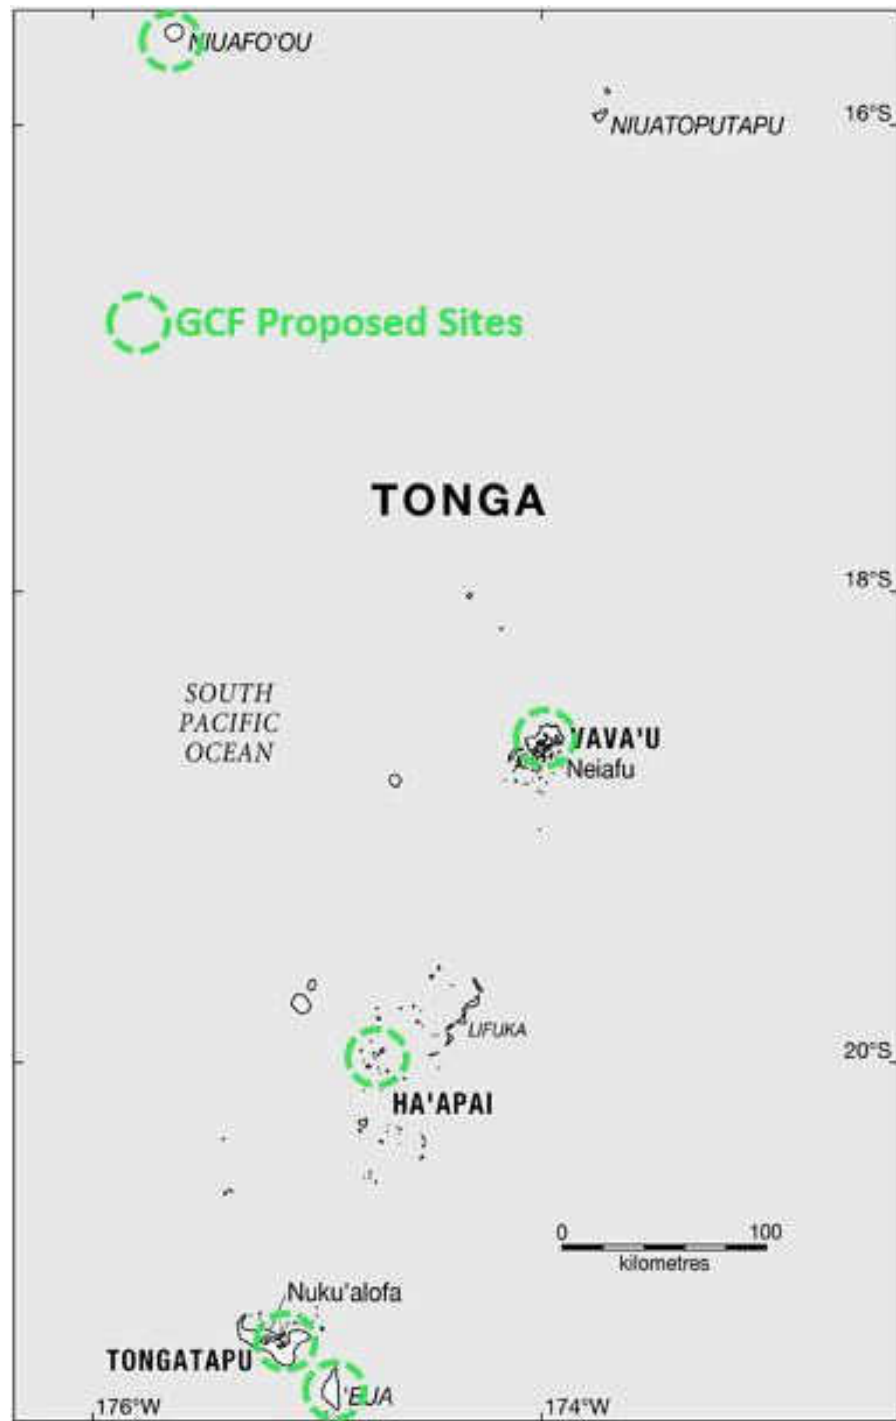 NIUAFO'OU
NIUATOPUTAPU
16°S
GCF Proposed Sites
TONGA
18°S
SOUTH
PACIFIC
OCEAN
VAVA'U
Neiafu
LIFUKA
20°S
HA'APAI
0 100
kilometres
Nuku'alofa
TONGATAPU
'EUA
176°W
174°W